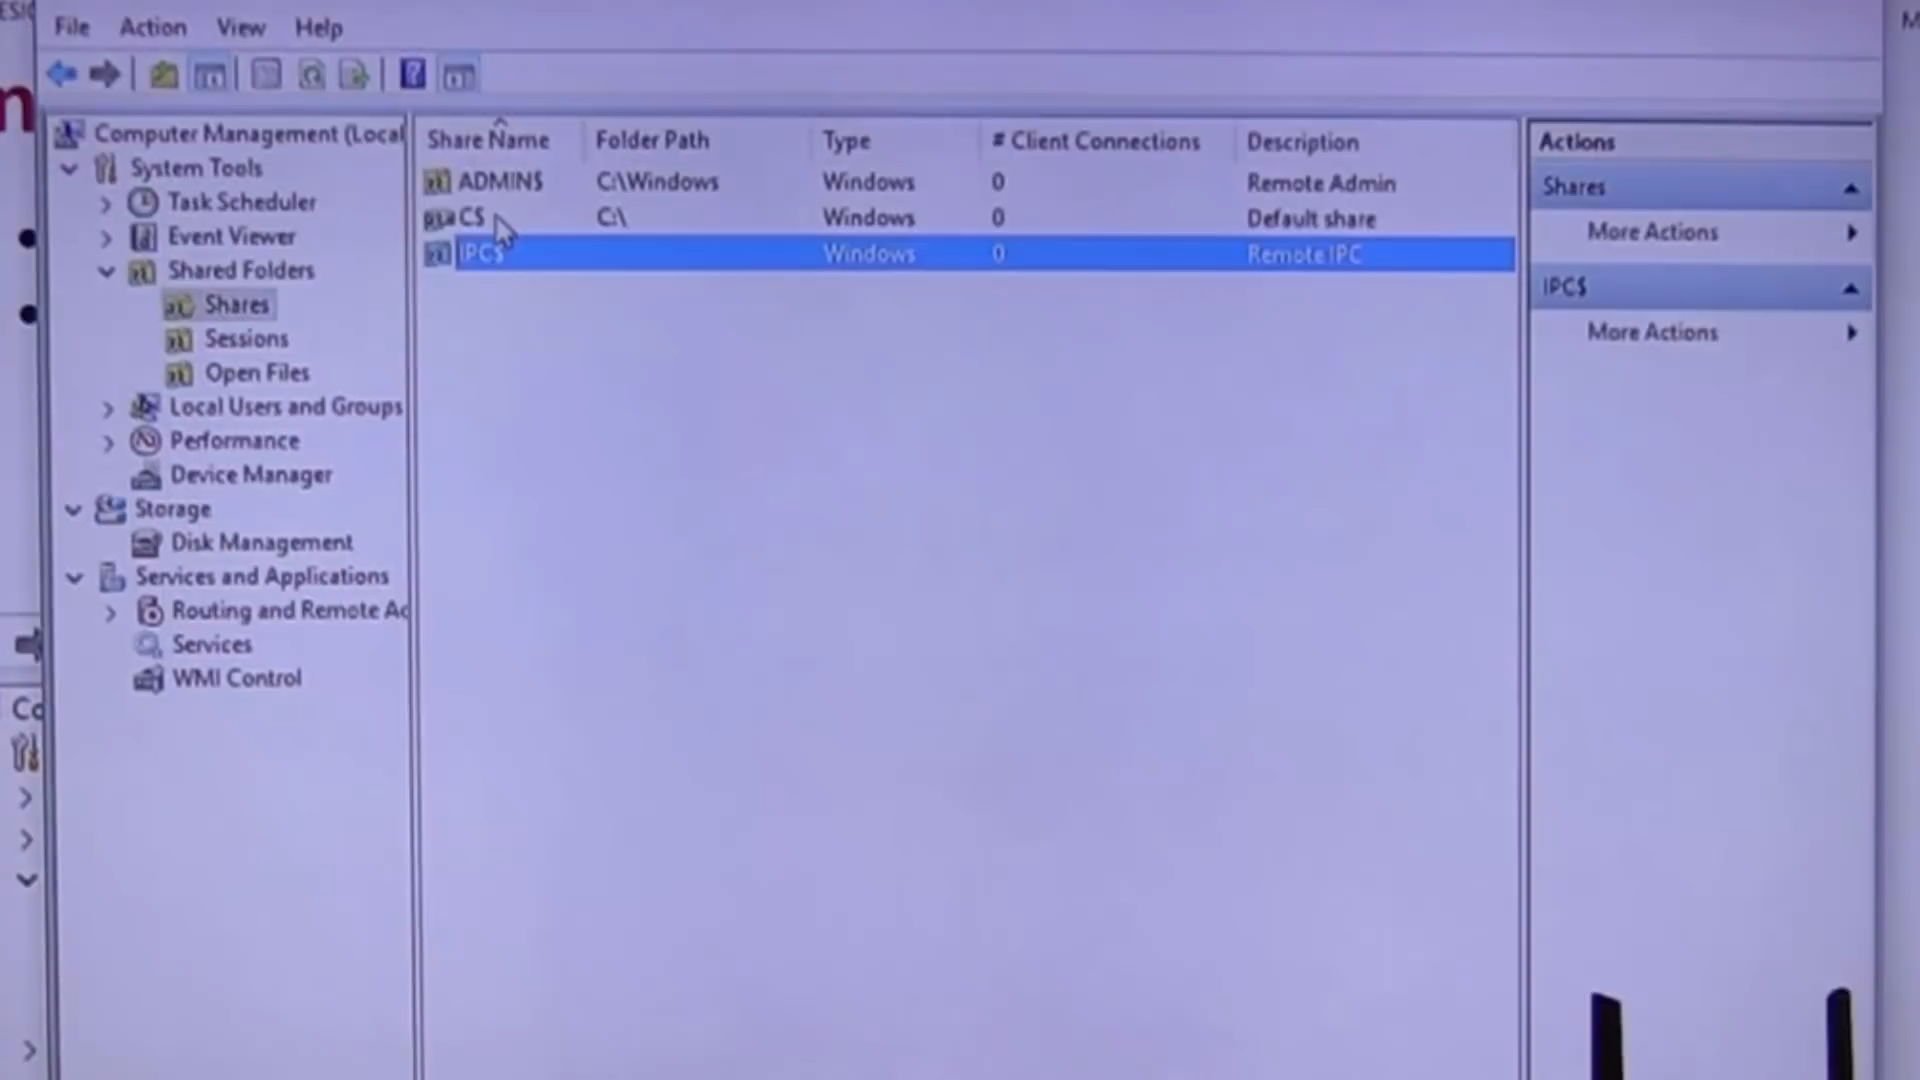 File Action View Help
Computer Management (Local
System Tools
Task Scheduler
Event Viewer
Shared Folders
Shares
Sessions
Open Files
Local Users and Groups
Performance
Device Manager
Storage
Disk Management
Services and Applications
Routing and Remote Ac
Services
WMI Control
Share Name Folder Path Type # Client Connections Description
ADMIN$ C:\Windows Windows 0 Remote Admin
C$ C:\ Windows 0 Default share
IPC$ Windows 0 Remote IPC
Actions
Shares
More Actions
IPC$
More Actions
Co